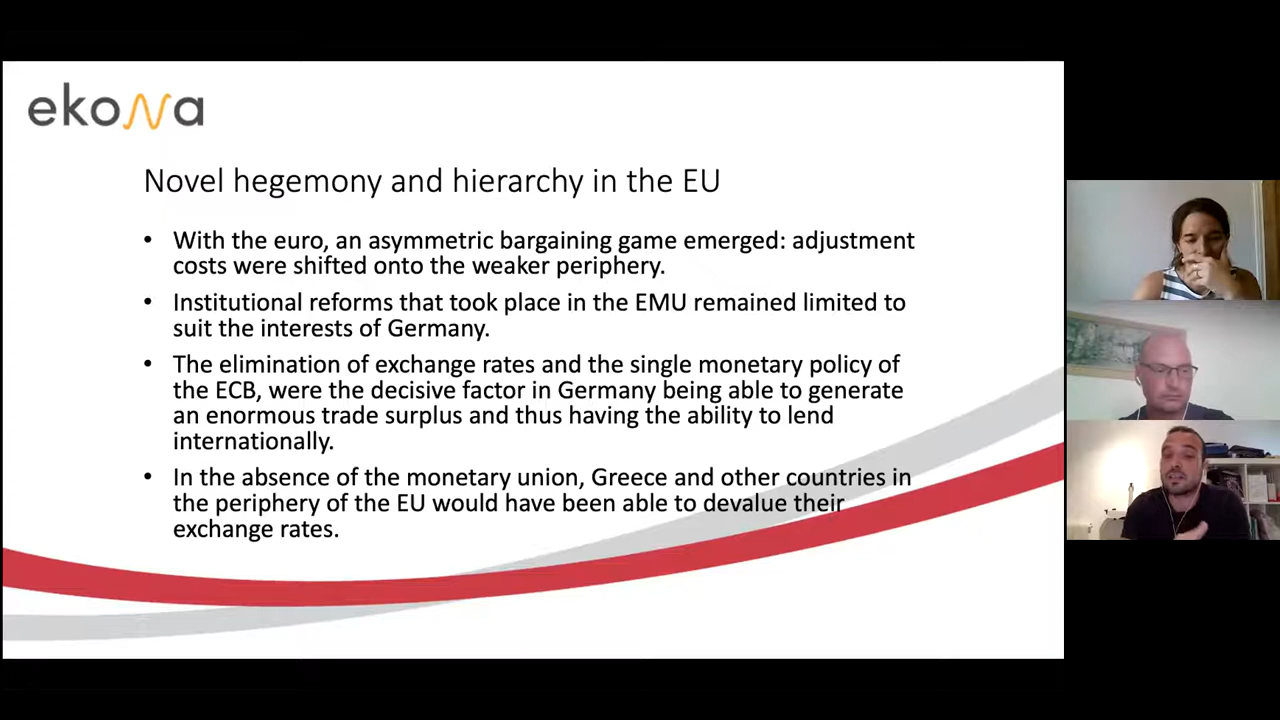 ekona
Novel hegemony and hierarchy in the EU
• With the euro, an asymmetric bargaining game emerged: adjustment
costs were shifted onto the weaker periphery.
• Institutional reforms that took place in the EMU remained limited to
suit the interests of Germany.
• The elimination of exchange rates and the single monetary policy of
the ECB, were the decisive factor in Germany being able to generate
an enormous trade surplus and thus having the ability to lend
internationally.
• In the absence of the monetary union, Greece and other countries in
the periphery of the EU would have been able to devalue their
exchange rates.